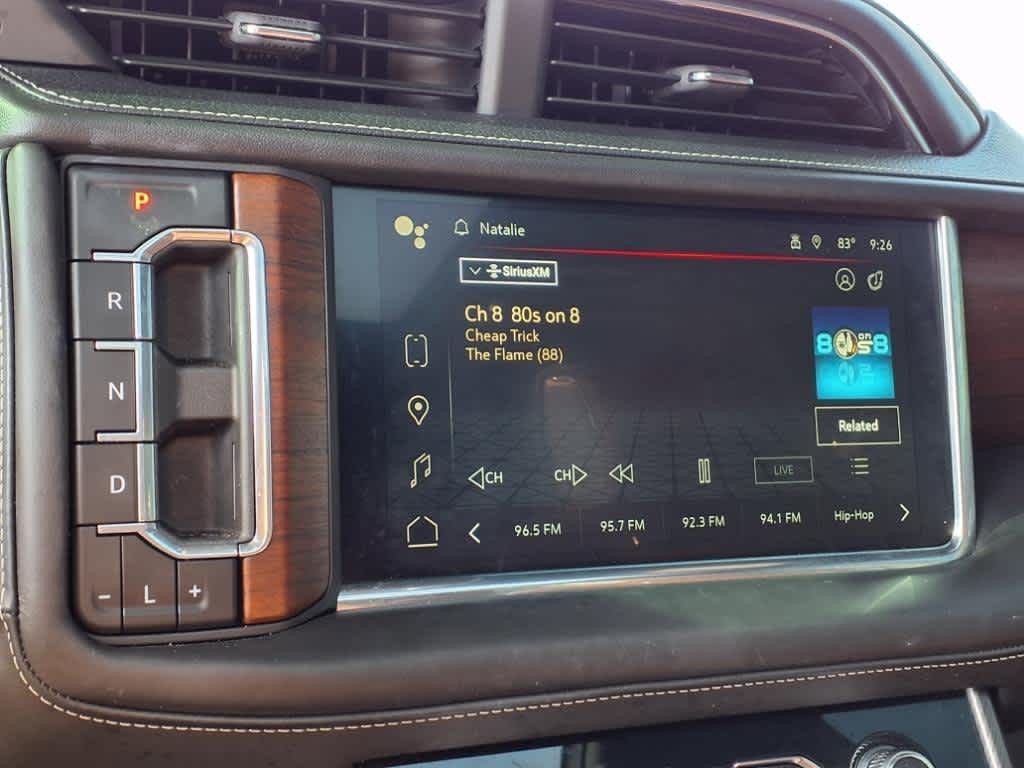 P
R
N
D
- L +
Natalie
83° 9:26
SiriusXM
Ch 8 80s on 8
Cheap Trick
The Flame (88)
8 on 8
Related
CH CH LIVE
96.5 FM 95.7 FM 92.3 FM 94.1 FM Hip-Hop